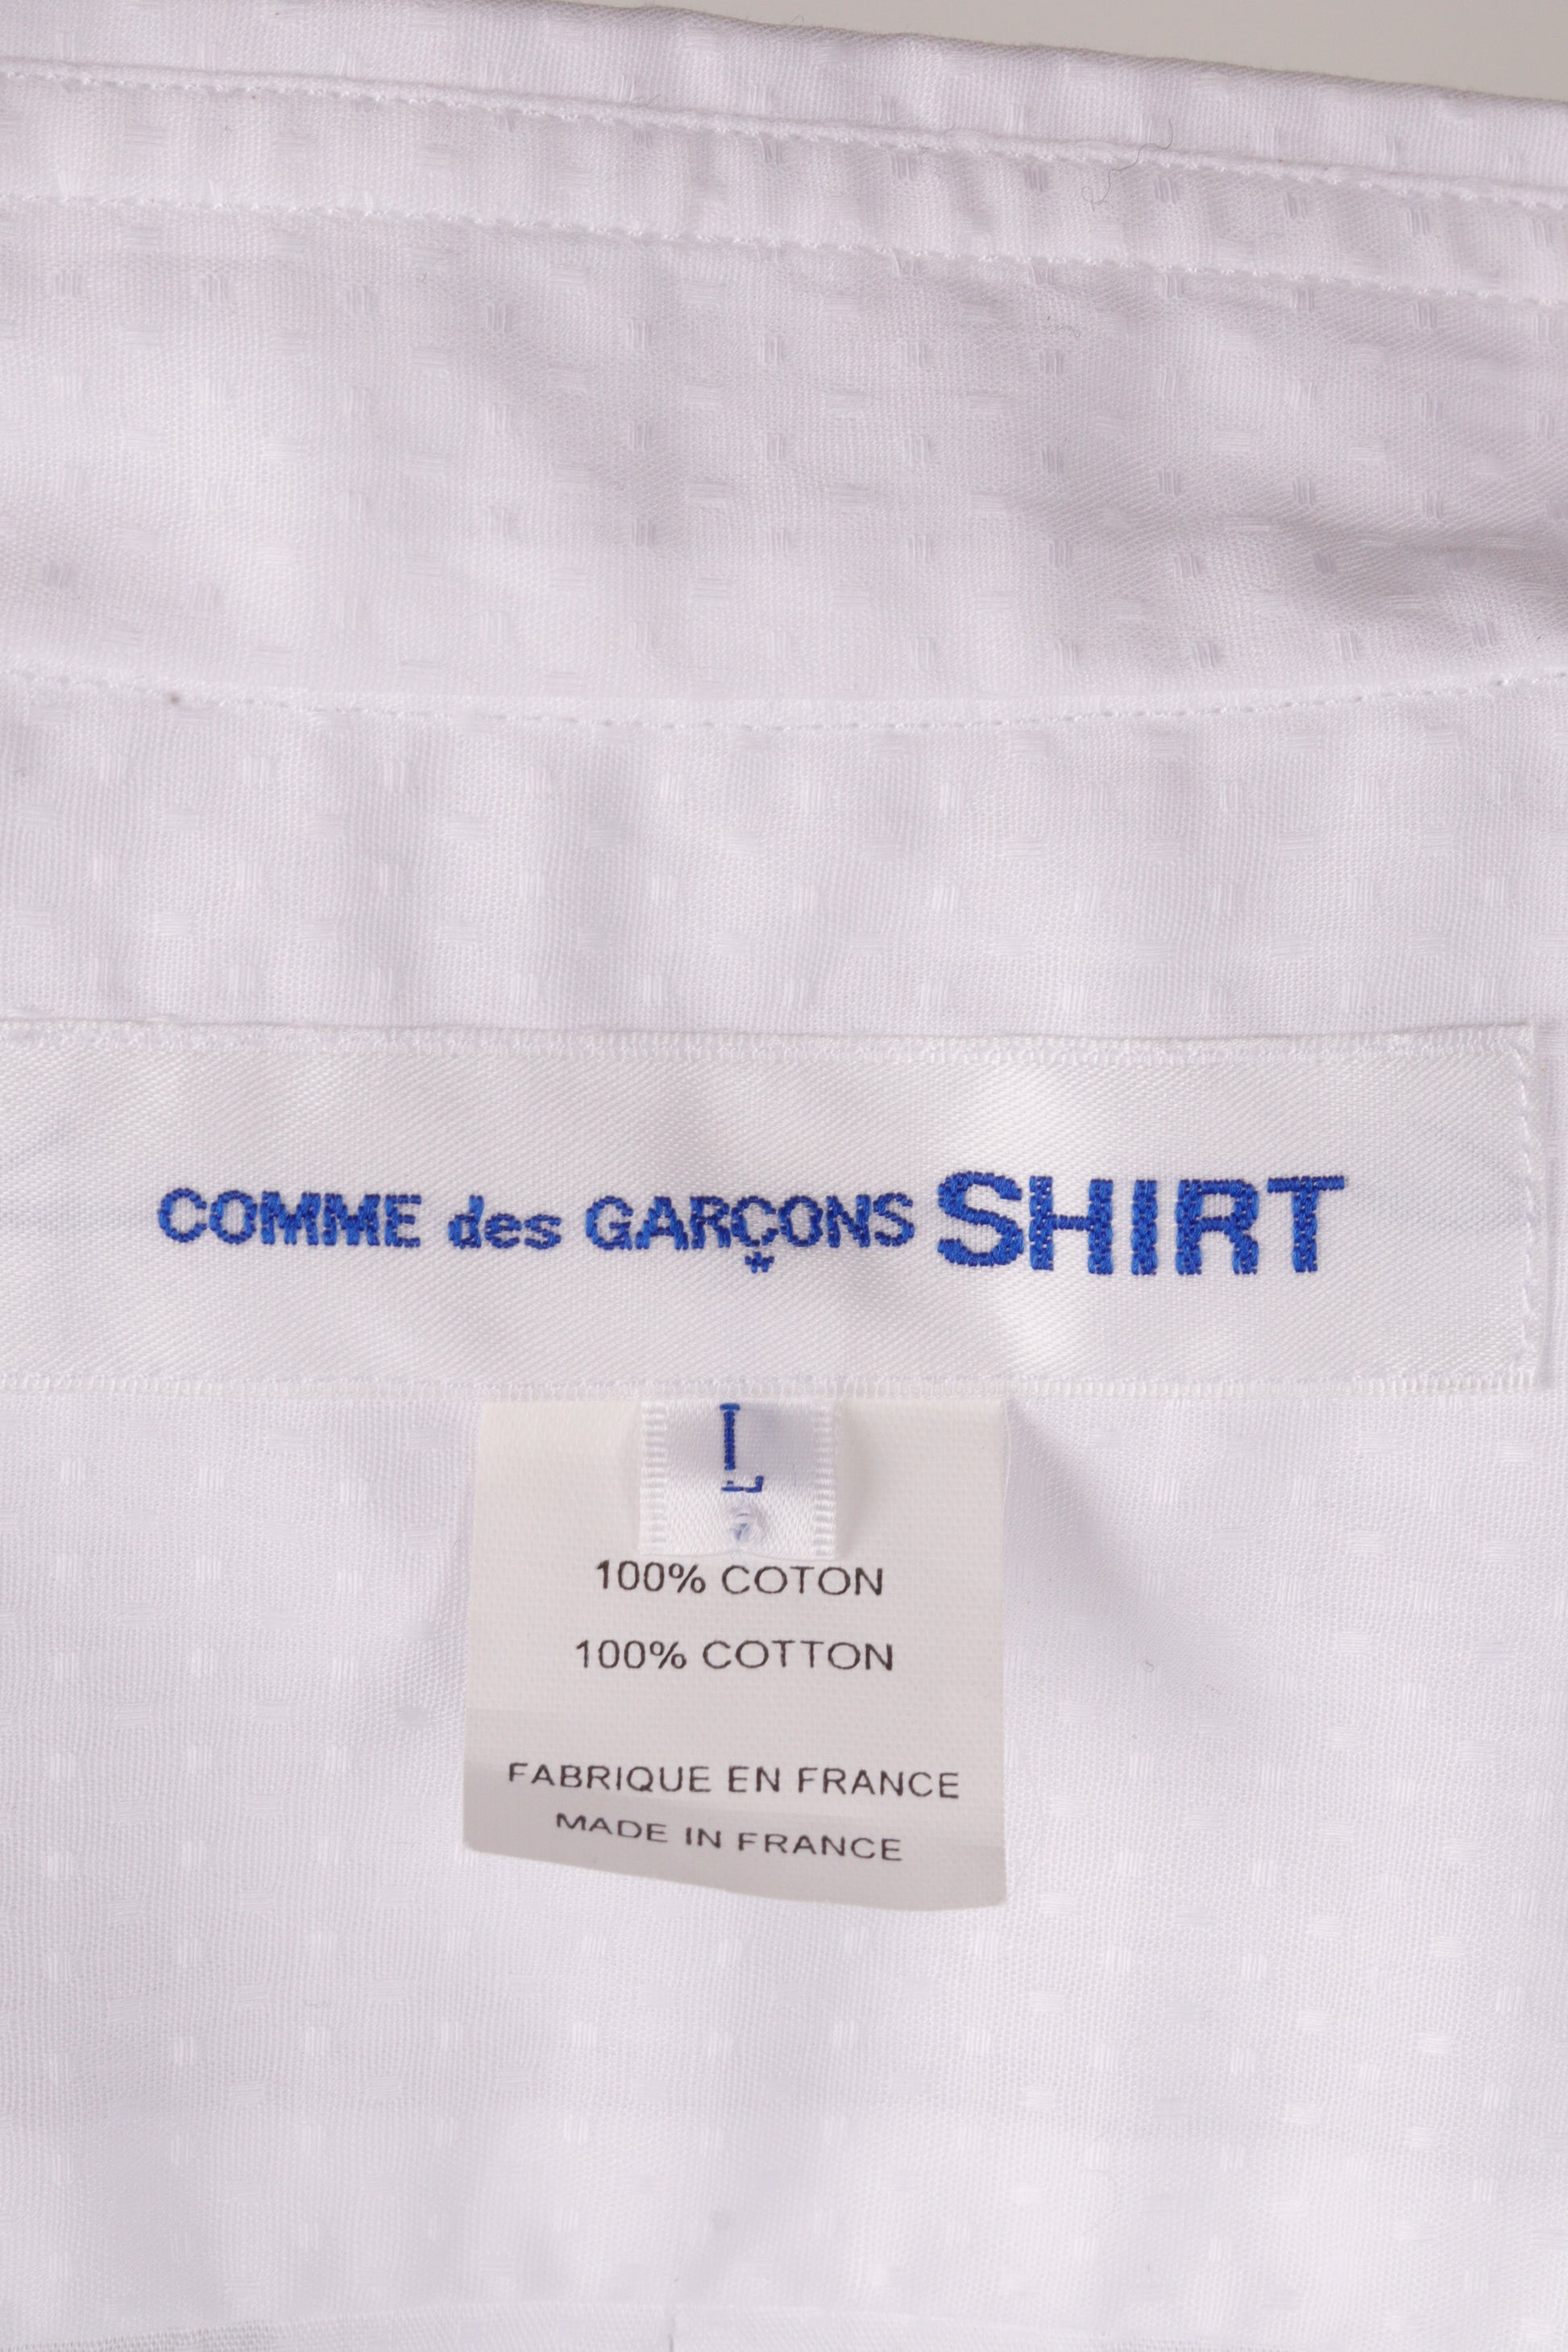 COMME des GARÇONS SHIRT
L
100% COTON
100% COTTON
FABRIQUE EN FRANCE
MADE IN FRANCE